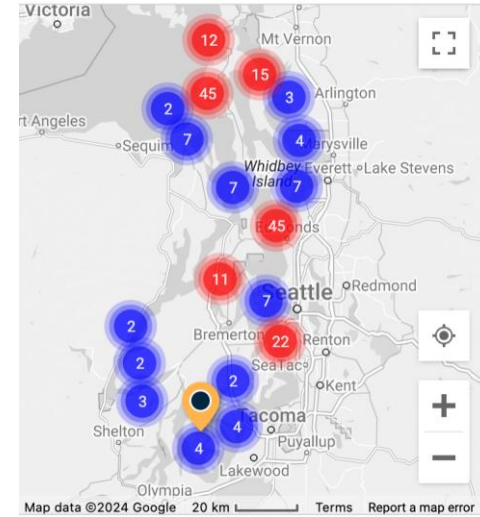 Victoria
12
Mt Vernon
15
45
3
Arlington
2
rt Angeles
7
Sequim
4
arysville
Whidbey
Island
Everett
Lake Stevens
7
7
45
onds
11
Seattle
Redmond
7
2
Bremerton
22
Renton
SeaTac
2
2
Kent
3
4
Tacoma
Shelton
4
Puyallup
Lakewood
Olympia
Map data ©2024 Google 20 km Terms Report a map error